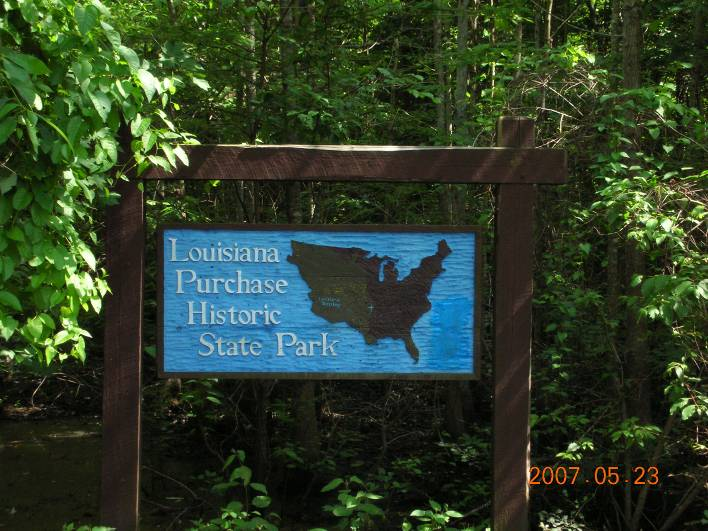 Louisiana
Purchase
Historic
State Park
2007.05.23